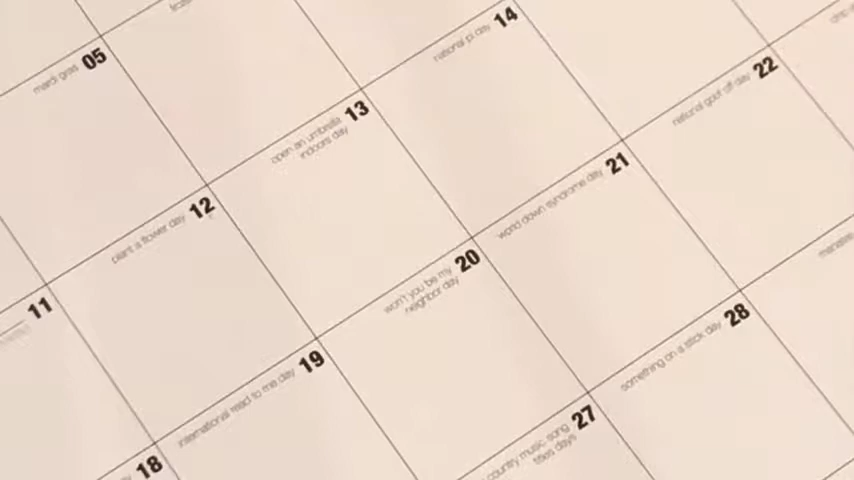 05
mardi gras
14
national pi day
22
national goof off day
13
open an umbrella
indoors day
21
world down syndrome day
12
plant a flower day
20
won't you be my
neighbor day
28
something on a stick day
11
19
international read to me day
27
country music song
titles days
18